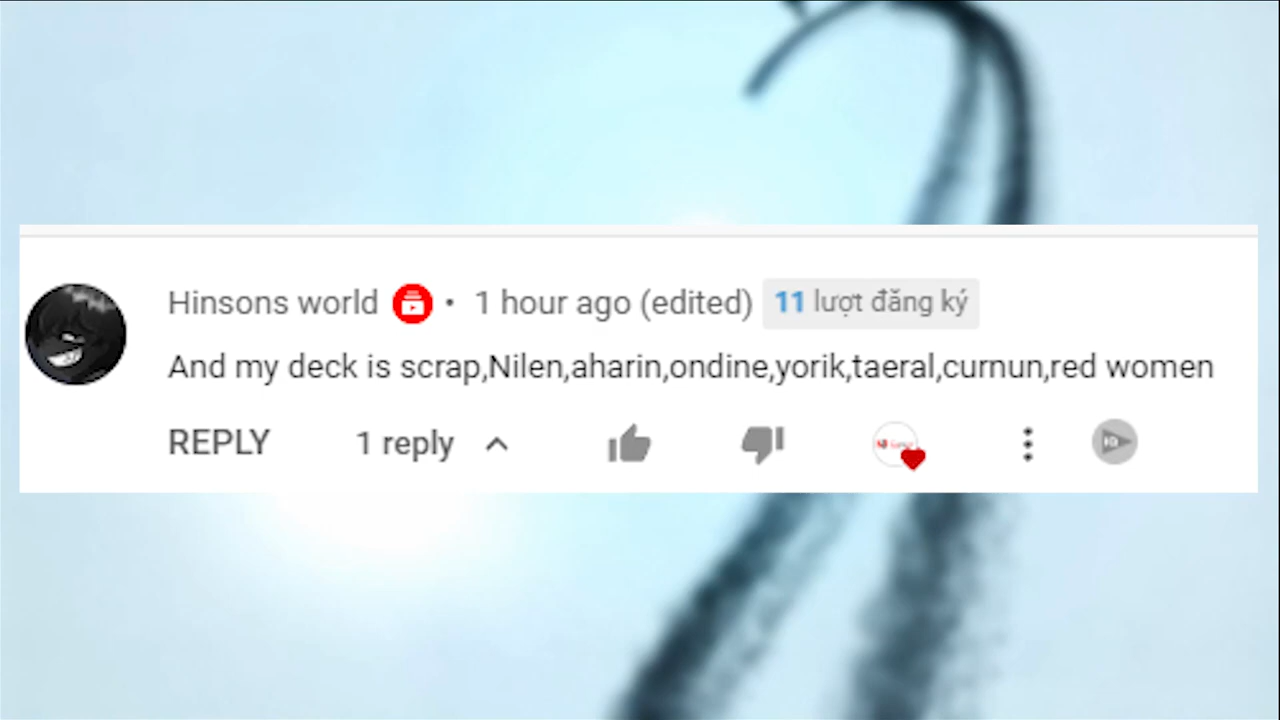 Hinsons world • 1 hour ago (edited) 11 lượt đăng ký
And my deck is scrap,Nilen,aharin,ondine,yorik,taeral,curnun,red women
REPLY 1 reply